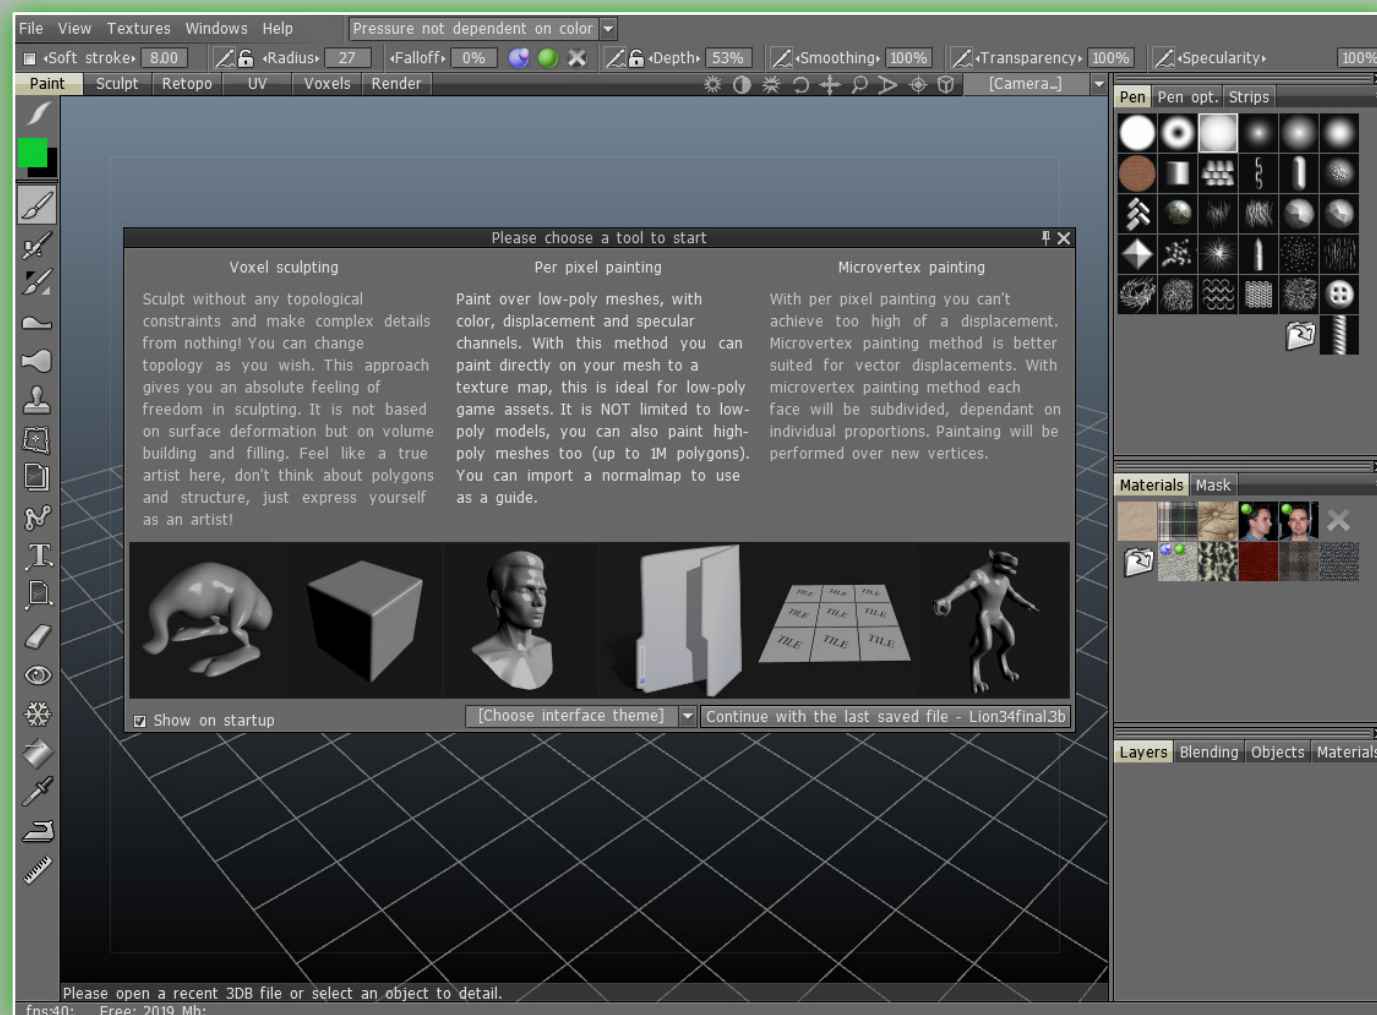 File View Textures Windows Help Pressure not dependent on color
Soft stroke 8.00 Radius 27 Falloff 0% Depth 53% Smoothing 100% Transparency 100% Specularity 100%
Paint Sculpt Retopo UV Voxels Render [Camera_]
Pen Pen opt. Strips
Please choose a tool to start
Voxel sculpting
Sculpt without any topological
constraints and make complex details
from nothing! You can change
topology as you wish. This approach
gives you an absolute feeling of
freedom in sculpting. It is not based
on surface deformation but on volume
building and filling. Feel like a true
artist here, don't think about polygons
and structure, just express yourself
as an artist!
Per pixel painting
Paint over low-poly meshes, with
color, displacement and specular
channels. With this method you can
paint directly on your mesh to a
texture map, this is ideal for low-poly
game assets. It is NOT limited to low-
poly models, you can also paint high-
poly meshes too (up to 1M polygons).
You can import a normalmap to use
as a guide.
Microvertex painting
With per pixel painting you can't
achieve too high of a displacement.
Microvertex painting method is better
suited for vector displacements. With
microvertex painting method each
face will be subdivided, dependant on
individual proportions. Paintaing will be
performed over new vertices.
TILE TILE TILE
TILE TILE TILE
TILE TILE TILE
Show on startup [Choose interface theme] Continue with the last saved file - Lion34final.3b
Materials Mask
Layers Blending Objects Materials
Please open a recent 3DB file or select an object to detail.
fps:40; Free: 2019 Mb;